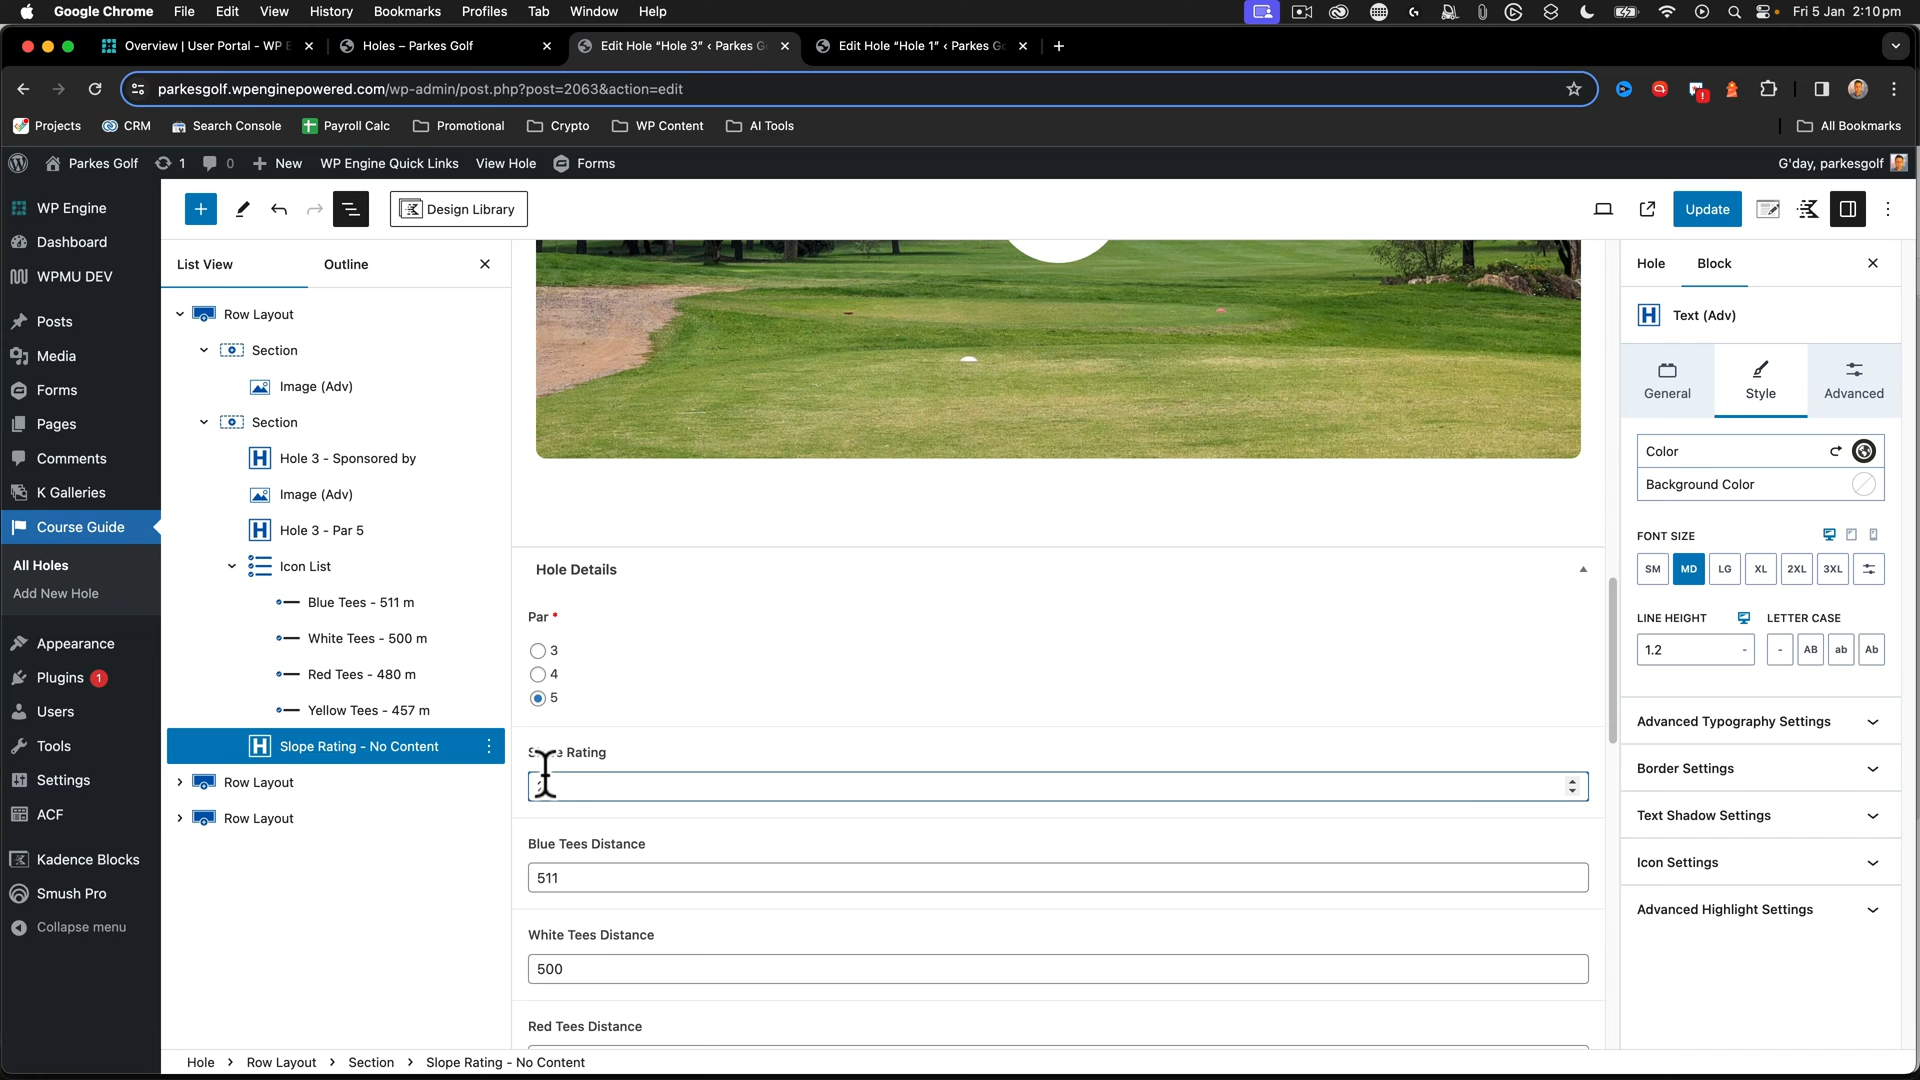 Google Chrome File Edit View History Bookmarks Profiles Tab Window Help Fri 5 Jan 2:10 pm
Overview | User Portal - WP E Holes – Parkes Golf Edit Hole “Hole 3” ‹ Parkes G Edit Hole “Hole 1” ‹ Parkes G
parkesgolf.wpenginepowered.com/wp-admin/post.php?post=2063&action=edit
Projects CRM Search Console Payroll Calc Promotional Crypto WP Content AI Tools All Bookmarks
Parkes Golf 1 0 New WP Engine Quick Links View Hole Forms G'day, parkesgolf
WP Engine
Dashboard
WPMU DEV
Posts
Media
Forms
Pages
Comments
K Galleries
Course Guide
All Holes
Add New Hole
Appearance
Plugins 1
Users
Tools
Settings
ACF
Kadence Blocks
Smush Pro
Collapse menu
Design Library
Update
List View Outline
Row Layout
Section
Image (Adv)
Section
Hole 3 - Sponsored by
Image (Adv)
Hole 3 - Par 5
Icon List
Blue Tees - 511 m
White Tees - 500 m
Red Tees - 480 m
Yellow Tees - 457 m
Slope Rating - No Content
Row Layout
Row Layout
Hole Details
Par *
3
4
5
Rating
Blue Tees Distance
511
White Tees Distance
500
Red Tees Distance
Hole Block
Text (Adv)
General Style Advanced
Color
Background Color
FONT SIZE
SM MD LG XL 2XL 3XL
LINE HEIGHT LETTER CASE
1.2 - - AB ab Ab
Advanced Typography Settings
Border Settings
Text Shadow Settings
Icon Settings
Advanced Highlight Settings
Hole › Row Layout › Section › Slope Rating - No Content